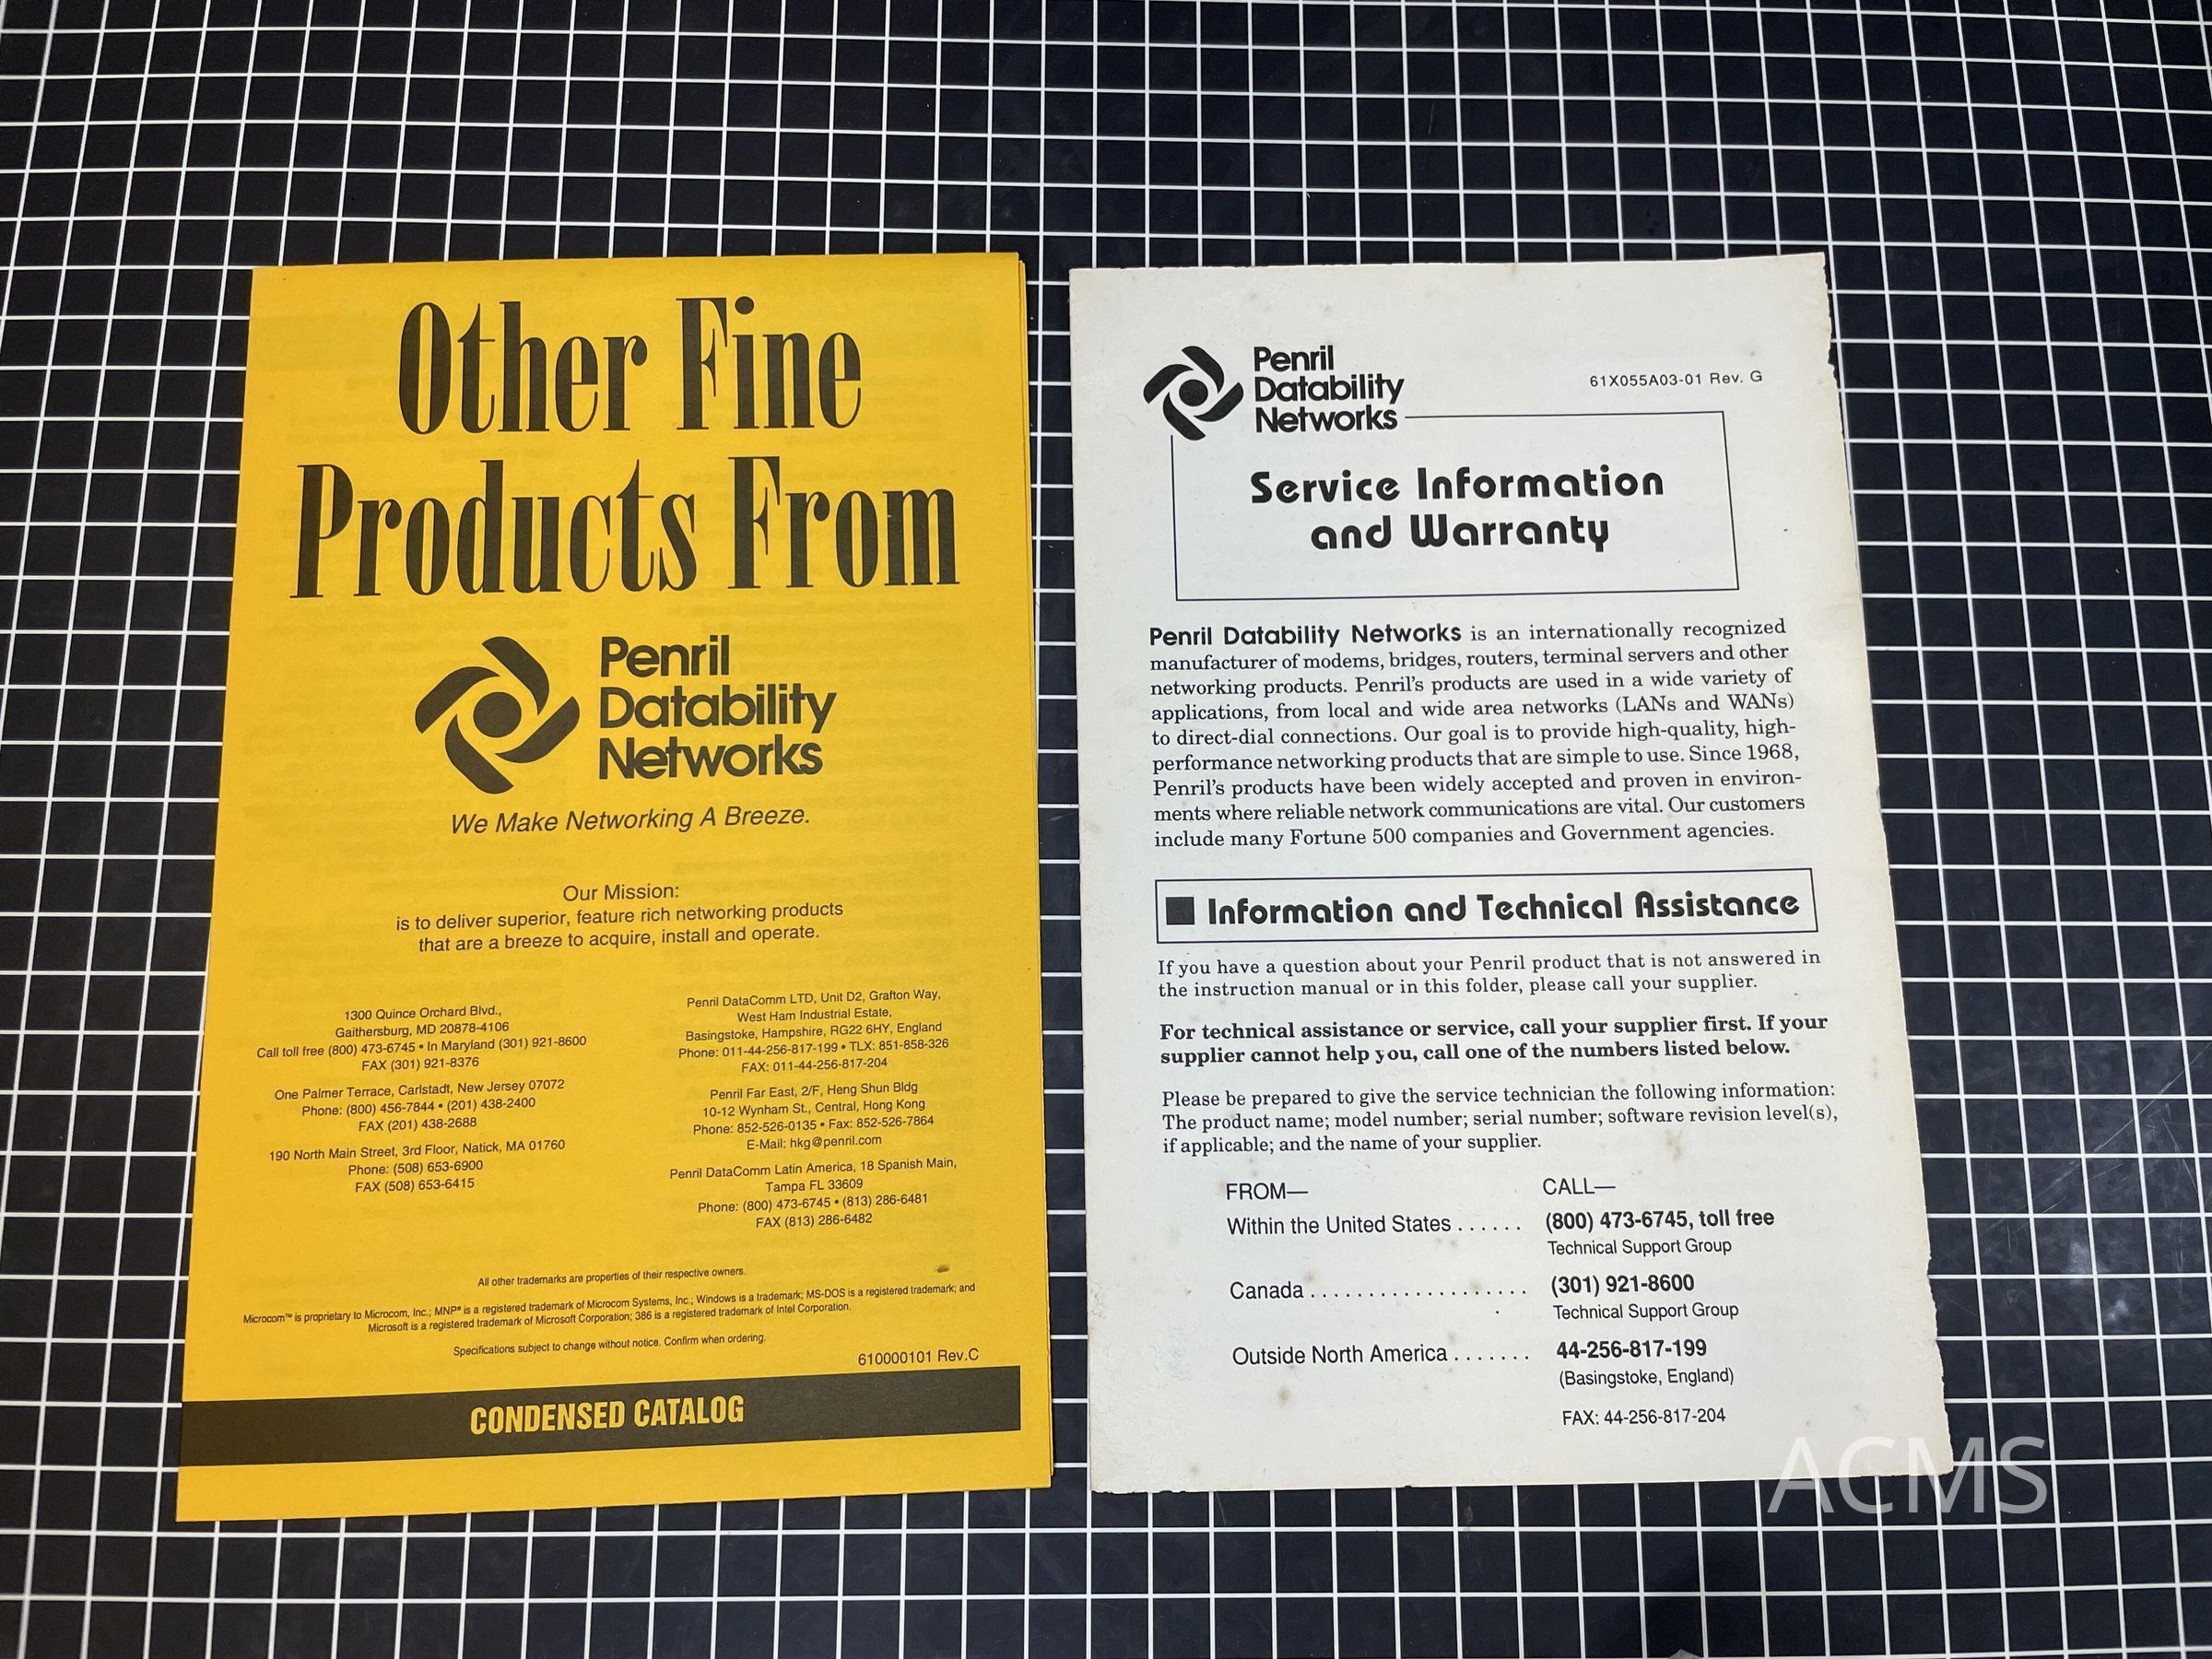 Other Fine
Products From
Penril
Datability
Networks
We Make Networking A Breeze.
Our Mission:
is to deliver superior, feature rich networking products
that are a breeze to acquire, install and operate.
1300 Quince Orchard Blvd.,
Gaithersburg, MD 20878-4106
Call toll free (800) 473-6745 • In Maryland (301) 921-8600
FAX (301) 921-8376
One Palmer Terrace, Carlstadt, New Jersey 07072
Phone: (800) 456-7844 • (201) 438-2400
FAX (201) 438-2688
190 North Main Street, 3rd Floor, Natick, MA 01760
Phone: (508) 653-6900
FAX (508) 653-6415
Penril DataComm LTD, Unit D2, Grafton Way,
West Ham Industrial Estate,
Basingstoke, Hampshire, RG22 6HY, England
Phone: 011-44-256-817-199 • TLX: 851-858-326
FAX: 011-44-256-817-204
Penril Far East, 2/F, Heng Shun Bldg
10-12 Wynham St., Central, Hong Kong
Phone: 852-526-0135 • Fax: 852-526-7864
E-Mail: hkg@penril.com
Penril DataComm Latin America, 18 Spanish Main,
Tampa FL 33609
Phone: (800) 473-6745 • (813) 286-6481
FAX (813) 286-6482
All other trademarks are properties of their respective owners.
Microcom™ is proprietary to Microcom, Inc.; MNP® is a registered trademark of Microcom Systems, Inc.; Windows is a trademark; MS-DOS is a registered trademark; and
Microsoft is a registered trademark of Microsoft Corporation; 386 is a registered trademark of Intel Corporation.
Specifications subject to change without notice. Confirm when ordering.
610000101 Rev.C
CONDENSED CATALOG
Penril
Datability
Networks
61X055A03-01 Rev. G
Service Information
and Warranty
Penril Datability Networks is an internationally recognized
manufacturer of modems, bridges, routers, terminal servers and other
networking products. Penril's products are used in a wide variety of
applications, from local and wide area networks (LANs and WANs)
to direct-dial connections. Our goal is to provide high-quality, high-
performance networking products that are simple to use. Since 1968,
Penril's products have been widely accepted and proven in environ-
ments where reliable network communications are vital. Our customers
include many Fortune 500 companies and Government agencies.
■ Information and Technical Assistance
If you have a question about your Penril product that is not answered in
the instruction manual or in this folder, please call your supplier.
For technical assistance or service, call your supplier first. If your
supplier cannot help you, call one of the numbers listed below.
Please be prepared to give the service technician the following information:
The product name; model number; serial number; software revision level(s),
if applicable; and the name of your supplier.
FROM— CALL—
Within the United States . . . . . . (800) 473-6745, toll free
Technical Support Group
Canada . . . . . . . . . . . . . . . . . . . (301) 921-8600
Technical Support Group
Outside North America . . . . . . . 44-256-817-199
(Basingstoke, England)
FAX: 44-256-817-204
ACMS